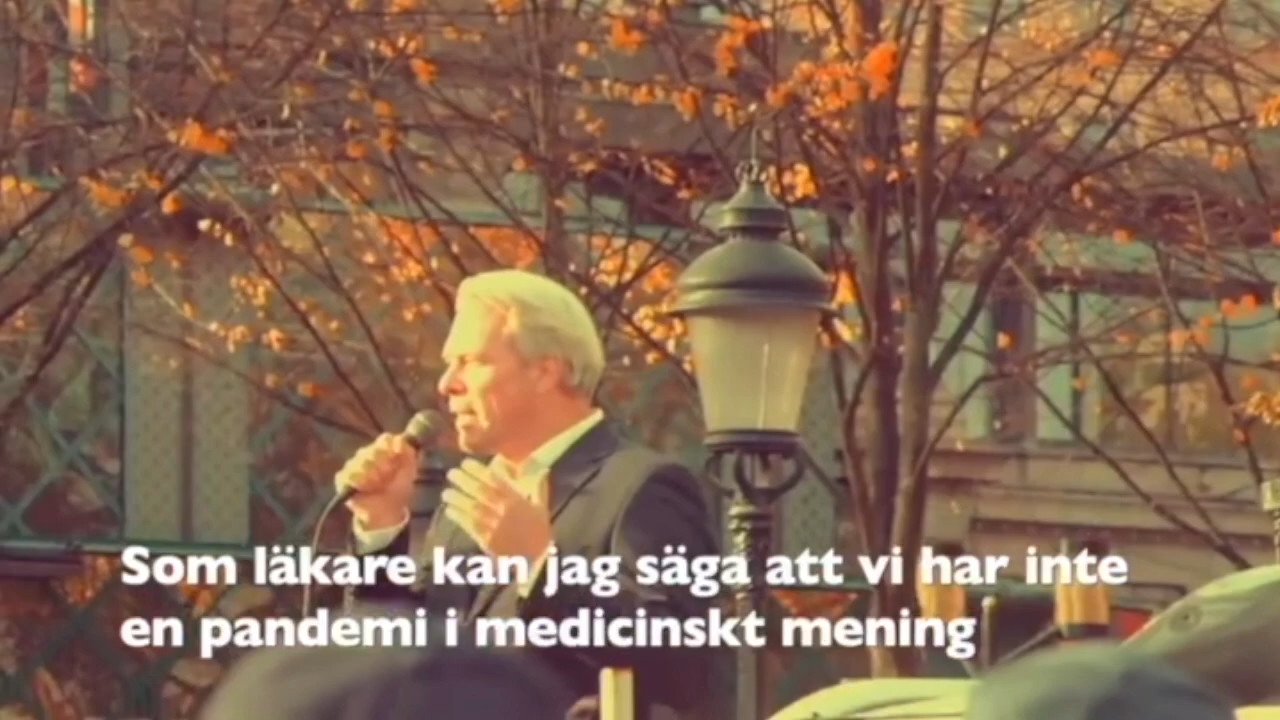 Som läkare kan jag säga att vi har inte
en pandemi i medicinskt mening